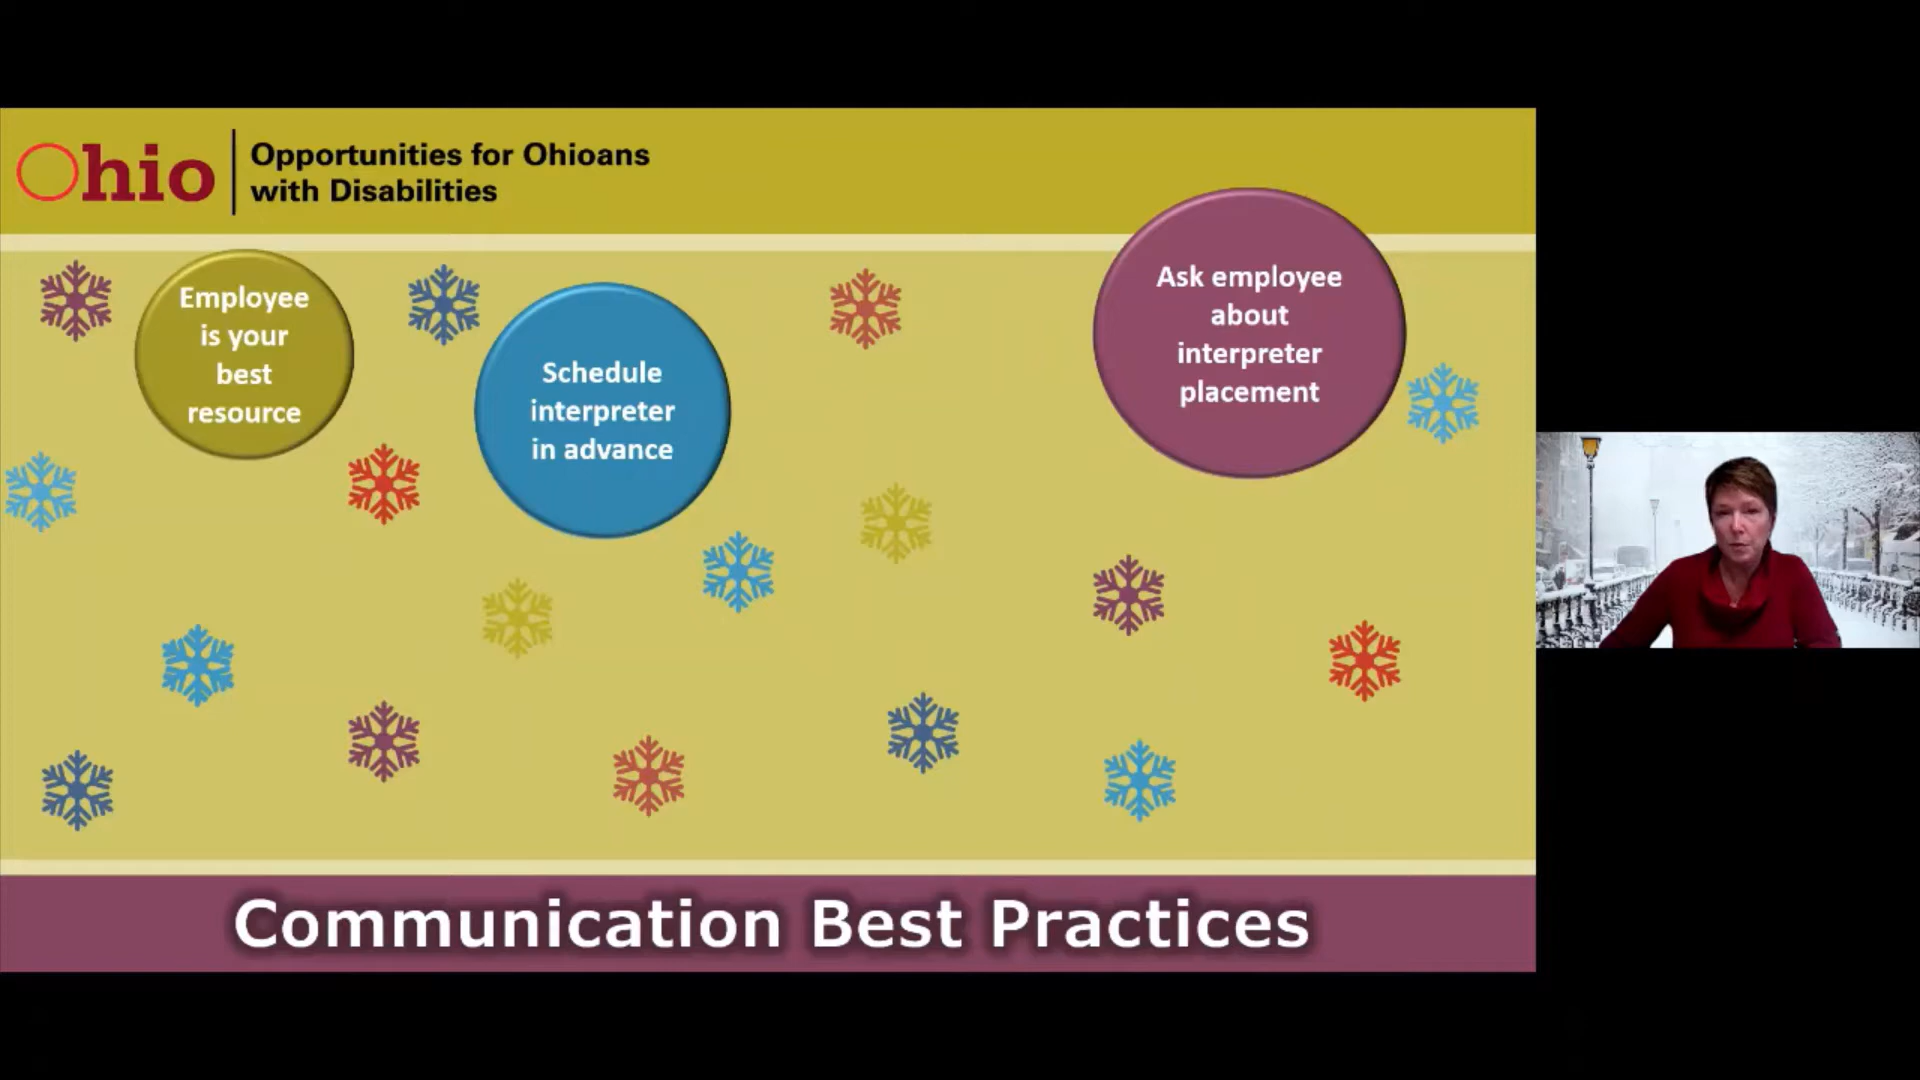 Ohio
Opportunities for Ohioans
with Disabilities
Employee
is your
best
resource
Schedule
interpreter
in advance
Ask employee
about
interpreter
placement
Communication Best Practices